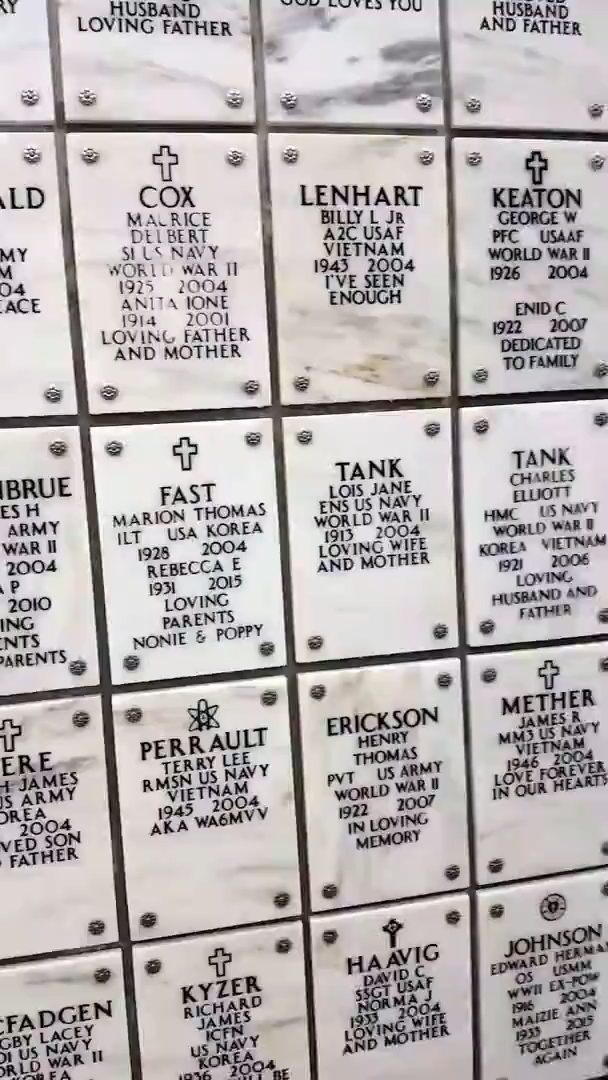 HUSBAND
LOVING FATHER
GOD LOVES YOU
HUSBAND
AND FATHER
COX
MAURICE
DELBERT
S1 US NAVY
WORLD WAR II
1925 2004
ANITA IONE
1914 2001
LOVING FATHER
AND MOTHER
LENHART
BILLY L JR
A2C USAF
VIETNAM
1943 2004
I'VE SEEN
ENOUGH
KEATON
GEORGE W
PFC USAAF
WORLD WAR II
1926 2004
ENID C
1922 2007
DEDICATED
TO FAMILY
ES H
ARMY
WAR II
2004
A P
2010
ING
ENTS
PARENTS
FAST
MARION THOMAS
1LT USA KOREA
1928 2004
REBECCA E
1931 2015
LOVING
PARENTS
NONIE & POPPY
TANK
LOIS JANE
ENS US NAVY
WORLD WAR II
1913 2004
LOVING WIFE
AND MOTHER
TANK
CHARLES
ELLIOTT
HMC US NAVY
WORLD WAR II
KOREA VIETNAM
1921 2006
LOVING
HUSBAND AND
FATHER
ERE
H JAMES
US ARMY
OREA
2004
VED SON
FATHER
PERRAULT
TERRY LEE
RMSN US NAVY
VIETNAM
1945 2004
AKA WA6MVV
ERICKSON
HENRY
THOMAS
PVT US ARMY
WORLD WAR II
1922 2007
IN LOVING
MEMORY
METHER
JAMES R
MM3 US NAVY
VIETNAM
1946 2004
LOVE FOREVER
IN OUR HEARTS
CFADGEN
GBY LACEY
US NAVY
WORLD WAR II
KOREA
KYZER
RICHARD
JAMES
ICFN
US NAVY
KOREA
1936 2004
HAAVIG
DAVID C
SSGT USAF
NORMA J
1933 2004
LOVING WIFE
AND MOTHER
JOHNSON
EDWARD HERMAN
OS USMM
WWII EX-POW
1916 2004
MAIZIE ANN
1933 2015
TOGETHER
AGAIN